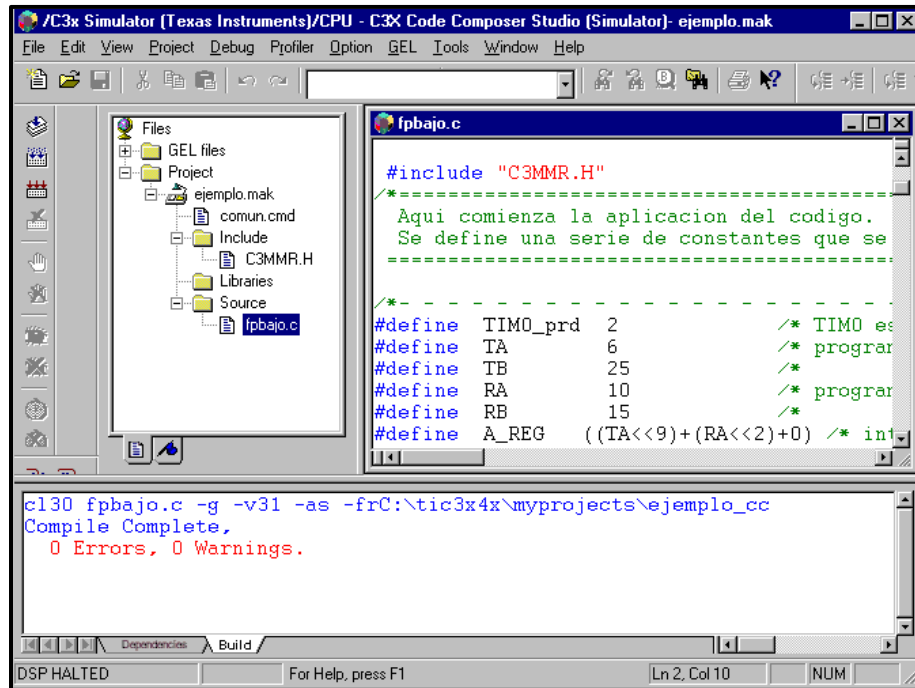 /C3x Simulator (Texas Instruments)/CPU - C3X Code Composer Studio (Simulator)- ejemplo.mak
File Edit View Project Debug Profiler Option GEL Tools Window Help
Files
GEL files
Project
ejemplo.mak
comun.cmd
Include
C3MMR.H
Libraries
Source
fpbajo.c
fpbajo.c
#include "C3MMR.H"
/*==========================================
Aqui comienza la aplicacion del codigo.
Se define una serie de constantes que se
==========================================
/*- - - - - - - - - - - - - - - - - - - - -
#define TIM0_prd 2 /* TIM0 es
#define TA 6 /* program
#define TB 25 /*
#define RA 10 /* program
#define RB 15 /*
#define A_REG ((TA<<9)+(RA<<2)+0) /* int
cl30 fpbajo.c -g -v31 -as -frC:\tic3x4x\myprojects\ejemplo_cc
Compile Complete,
0 Errors, 0 Warnings.
Dependencies Build
DSP HALTED For Help, press F1 Ln 2, Col 10 NUM